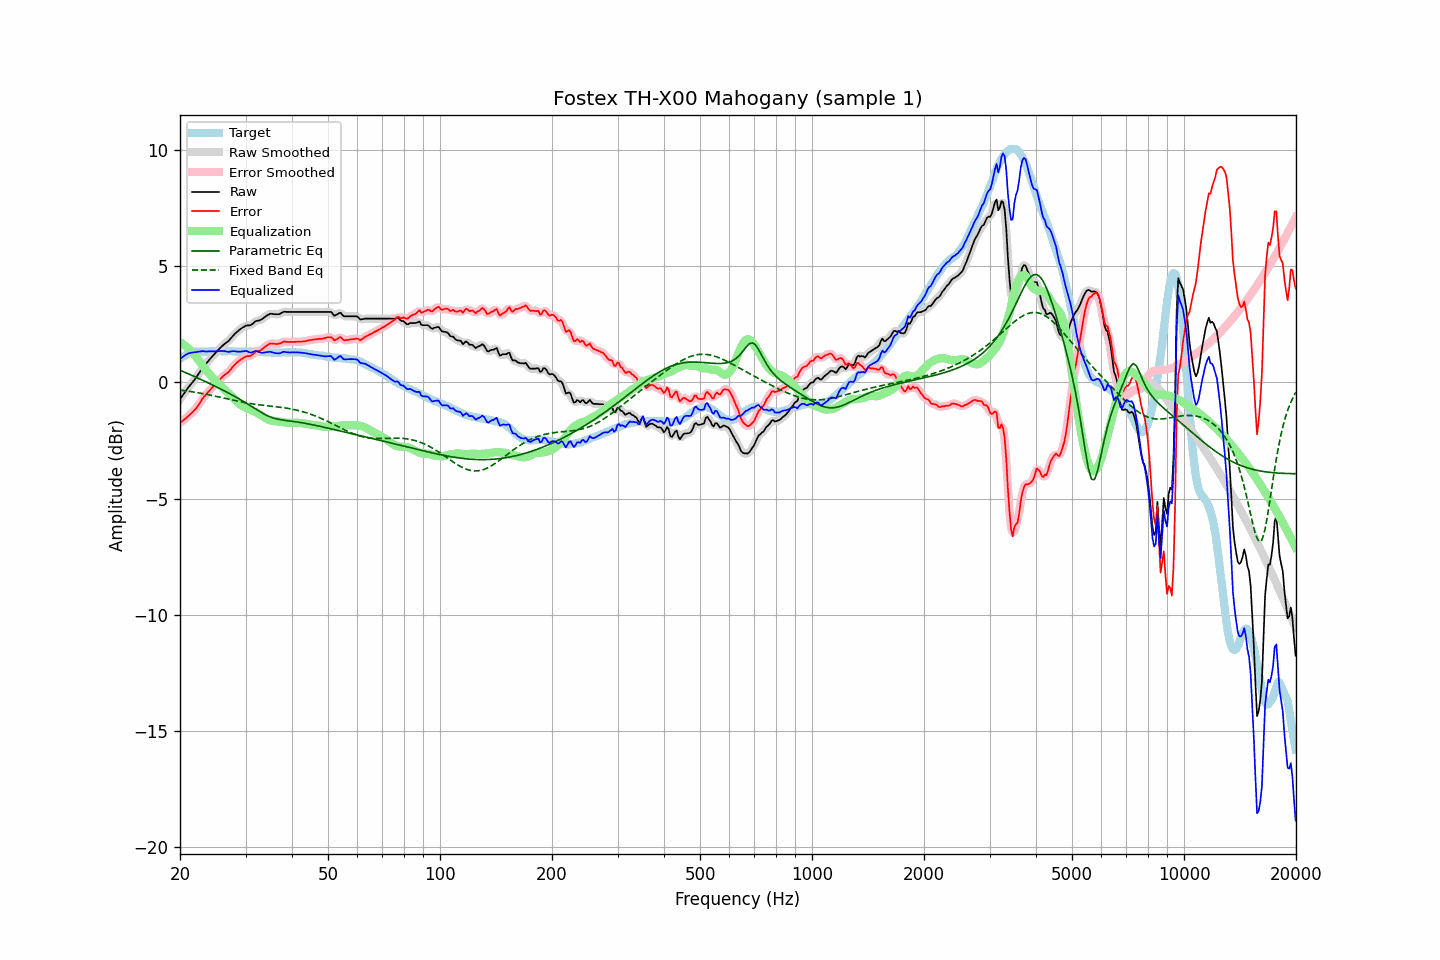 Fostex TH-X00 Mahogany (sample 1)
Target
Raw Smoothed
Error Smoothed
Raw
Error
Equalization
Parametric Eq
Fixed Band Eq
Equalized
10
5
0
−5
−10
−15
−20
Amplitude (dBr)
20 50 100 200 500 1000 2000 5000 10000 20000
Frequency (Hz)